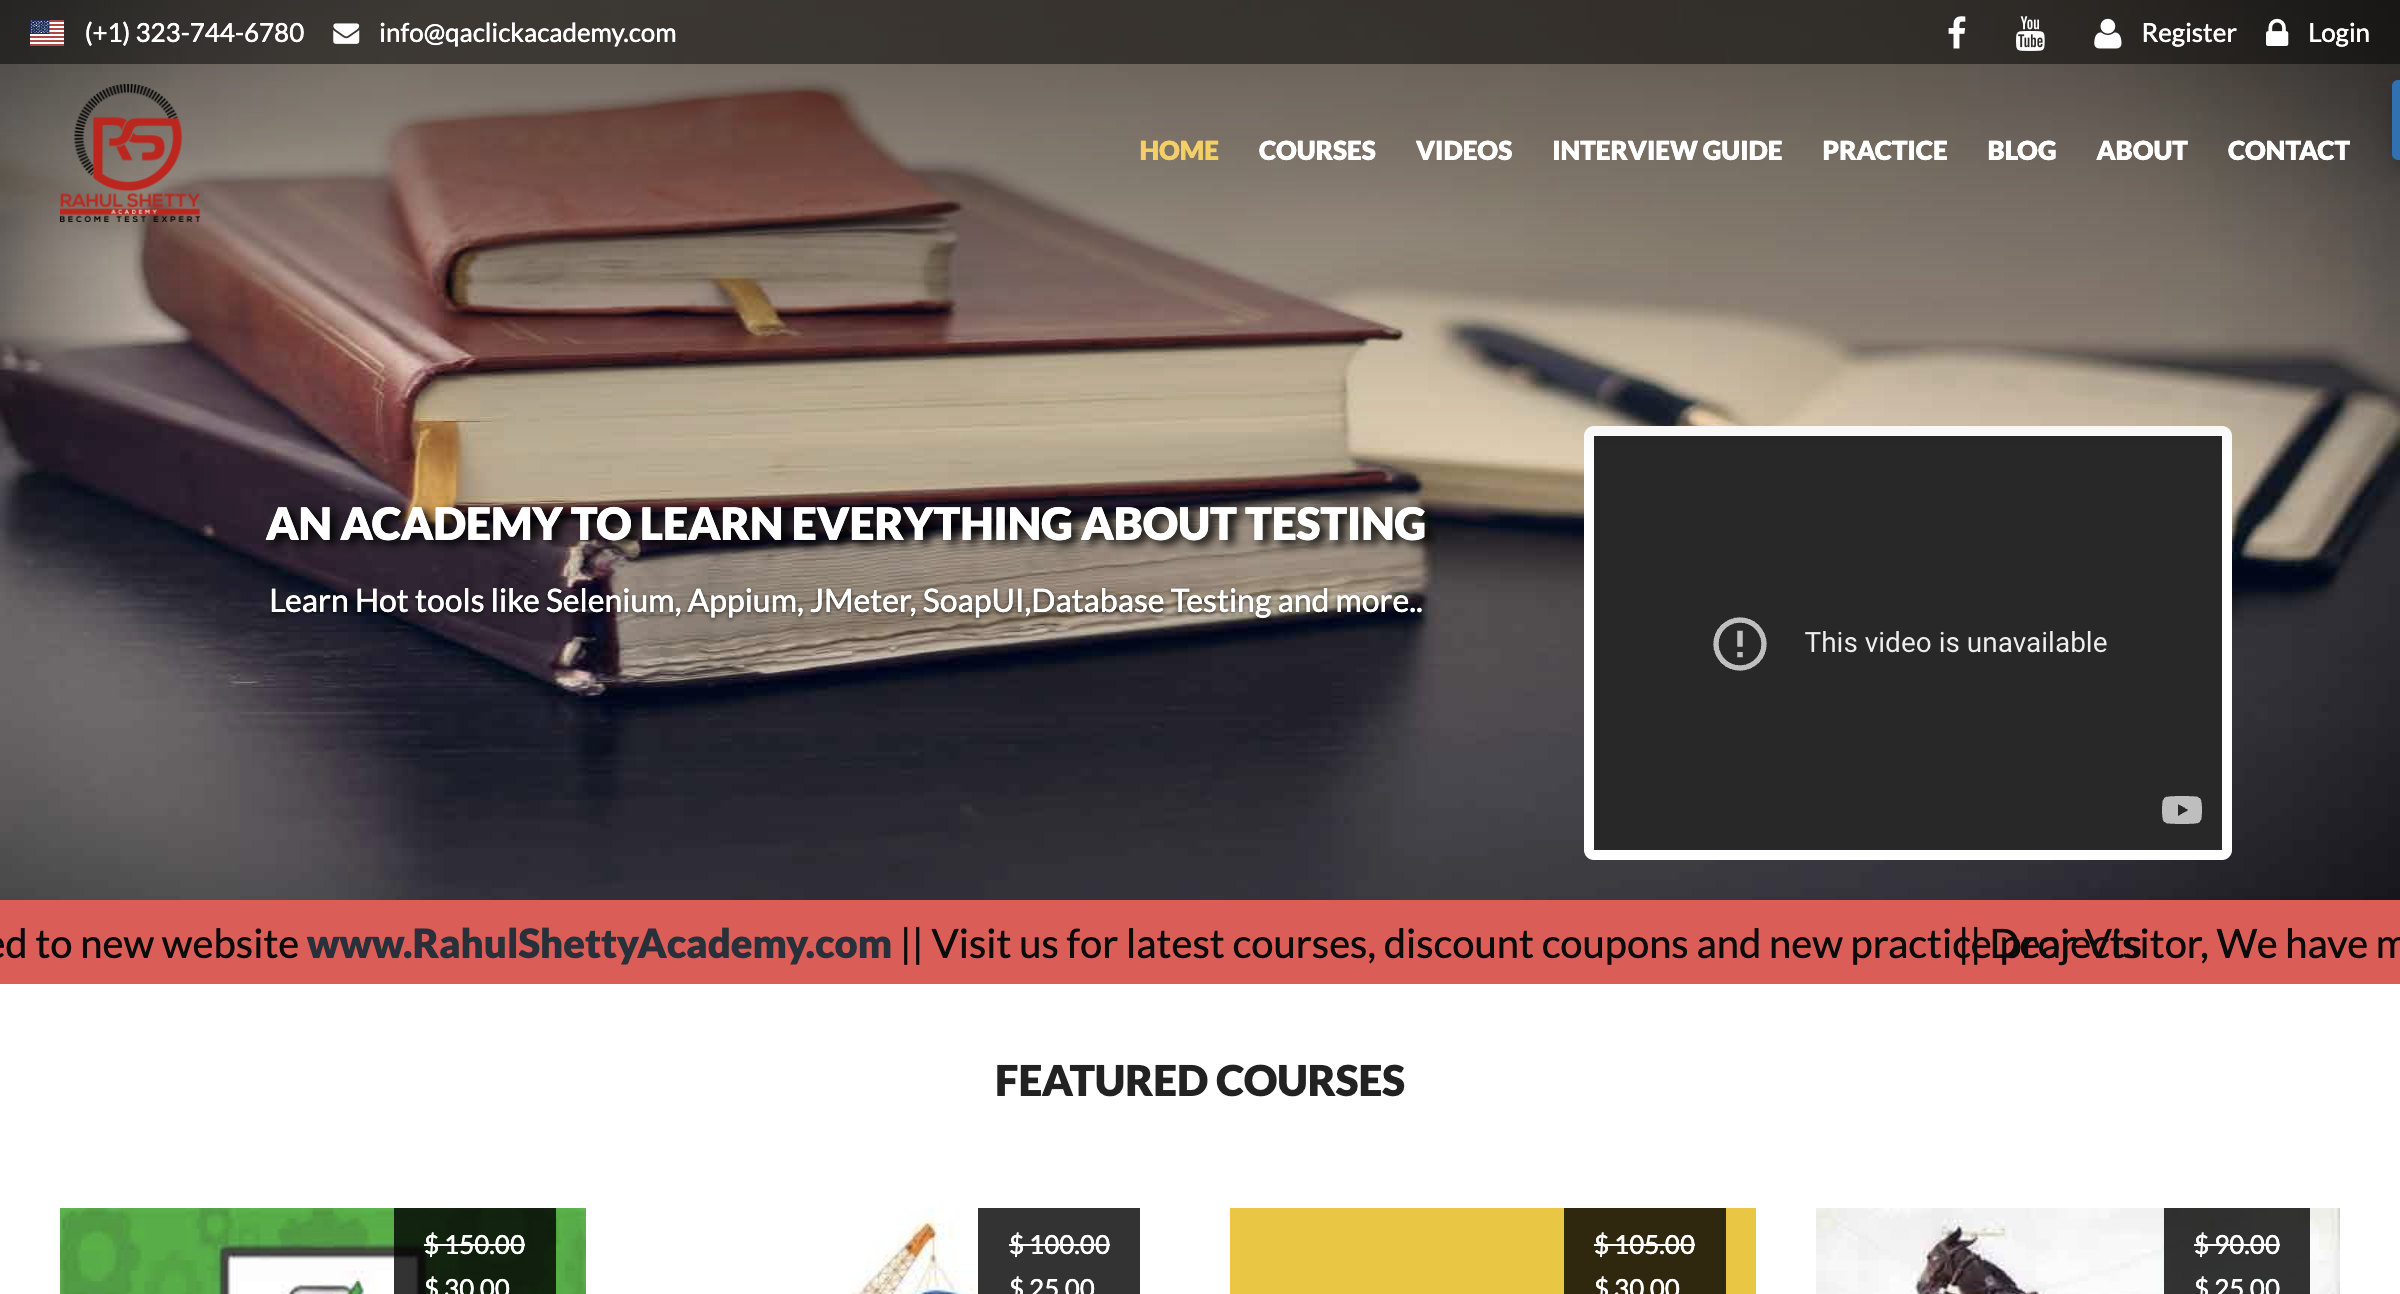 (+1) 323-744-6780 info@qaclickacademy.com
You
Tube
Register Login
RS
RAHUL SHETTY
ACADEMY
BECOME TEST EXPERT
HOME COURSES VIDEOS INTERVIEW GUIDE PRACTICE BLOG ABOUT CONTACT
AN ACADEMY TO LEARN EVERYTHING ABOUT TESTING
Learn Hot tools like Selenium, Appium, JMeter, SoapUI,Database Testing and more..
This video is unavailable
ed to new website www.RahulShettyAcademy.com || Visit us for latest courses, discount coupons and new practice projects || Dear Visitor, We have m
FEATURED COURSES
$ 150.00
$ 30.00
$ 100.00
$ 25.00
$ 105.00
$ 30.00
$ 90.00
$ 25.00